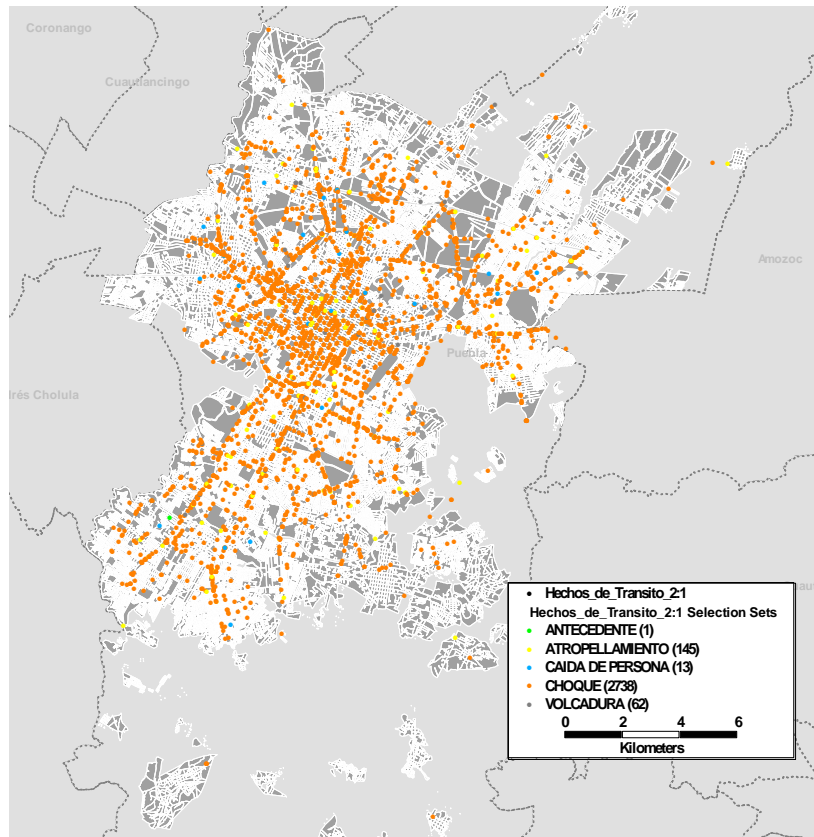 Coronango
Cuautlancingo
Amozoc
Puebla
drés Cholula
Hechos_de_Transito_2:1
Hechos_de_Transito_2:1 Selection Sets
ANTECEDENTE (1)
ATROPELLAMIENTO (145)
CAIDA DE PERSONA (13)
CHOQUE (2738)
VOLCADURA (62)
0 2 4 6
Kilometers